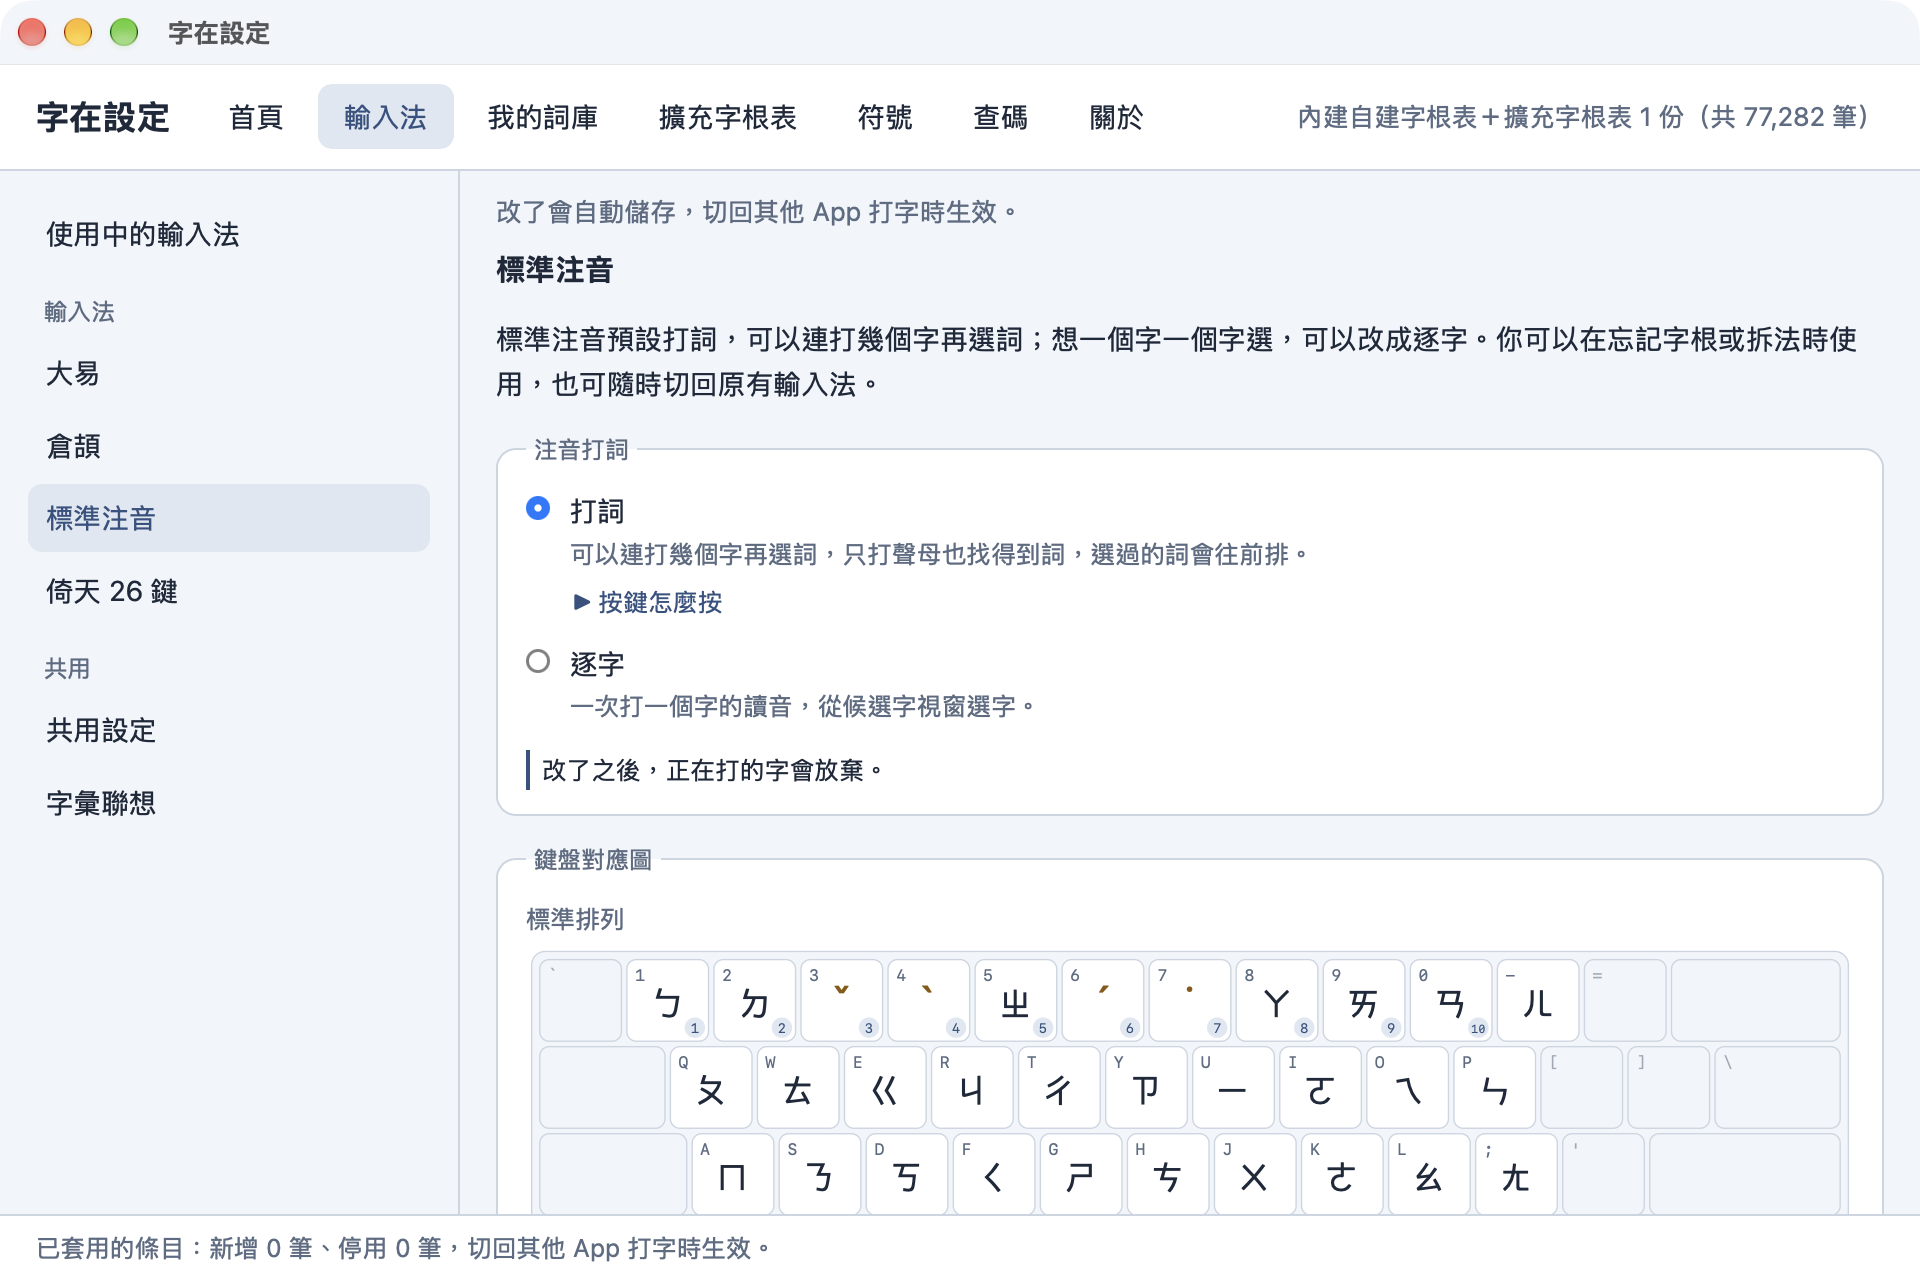 字在設定
字在設定 首頁 輸入法 我的詞庫 擴充字根表 符號 查碼 關於 內建自建字根表＋擴充字根表 1 份（共 77,282 筆）
使用中的輸入法
輸入法
大易
倉頡
標準注音
倚天 26 鍵
共用
共用設定
字彙聯想
改了會自動儲存，切回其他 App 打字時生效。
標準注音
標準注音預設打詞，可以連打幾個字再選詞；想一個字一個字選，可以改成逐字。你可以在忘記字根或拆法時使
用，也可隨時切回原有輸入法。
注音打詞
打詞
可以連打幾個字再選詞，只打聲母也找得到詞，選過的詞會往前排。
▶ 按鍵怎麼按
逐字
一次打一個字的讀音，從候選字視窗選字。
改了之後，正在打的字會放棄。
鍵盤對應圖
標準排列
` 1 ㄅ 1 2 ㄉ 2 3 ˇ 3 4 ˋ 4 5 ㄓ 5 6 ˊ 6 7 ˙ 7 8 ㄚ 8 9 ㄞ 9 0 ㄢ 10 - ㄦ =
Q ㄆ W ㄊ E ㄍ R ㄐ T ㄔ Y ㄗ U ㄧ I ㄛ O ㄟ P ㄣ [ ] \
A ㄇ S ㄋ D ㄎ F ㄑ G ㄕ H ㄘ J ㄨ K ㄜ L ㄠ ; ㄤ '
已套用的條目：新增 0 筆、停用 0 筆，切回其他 App 打字時生效。